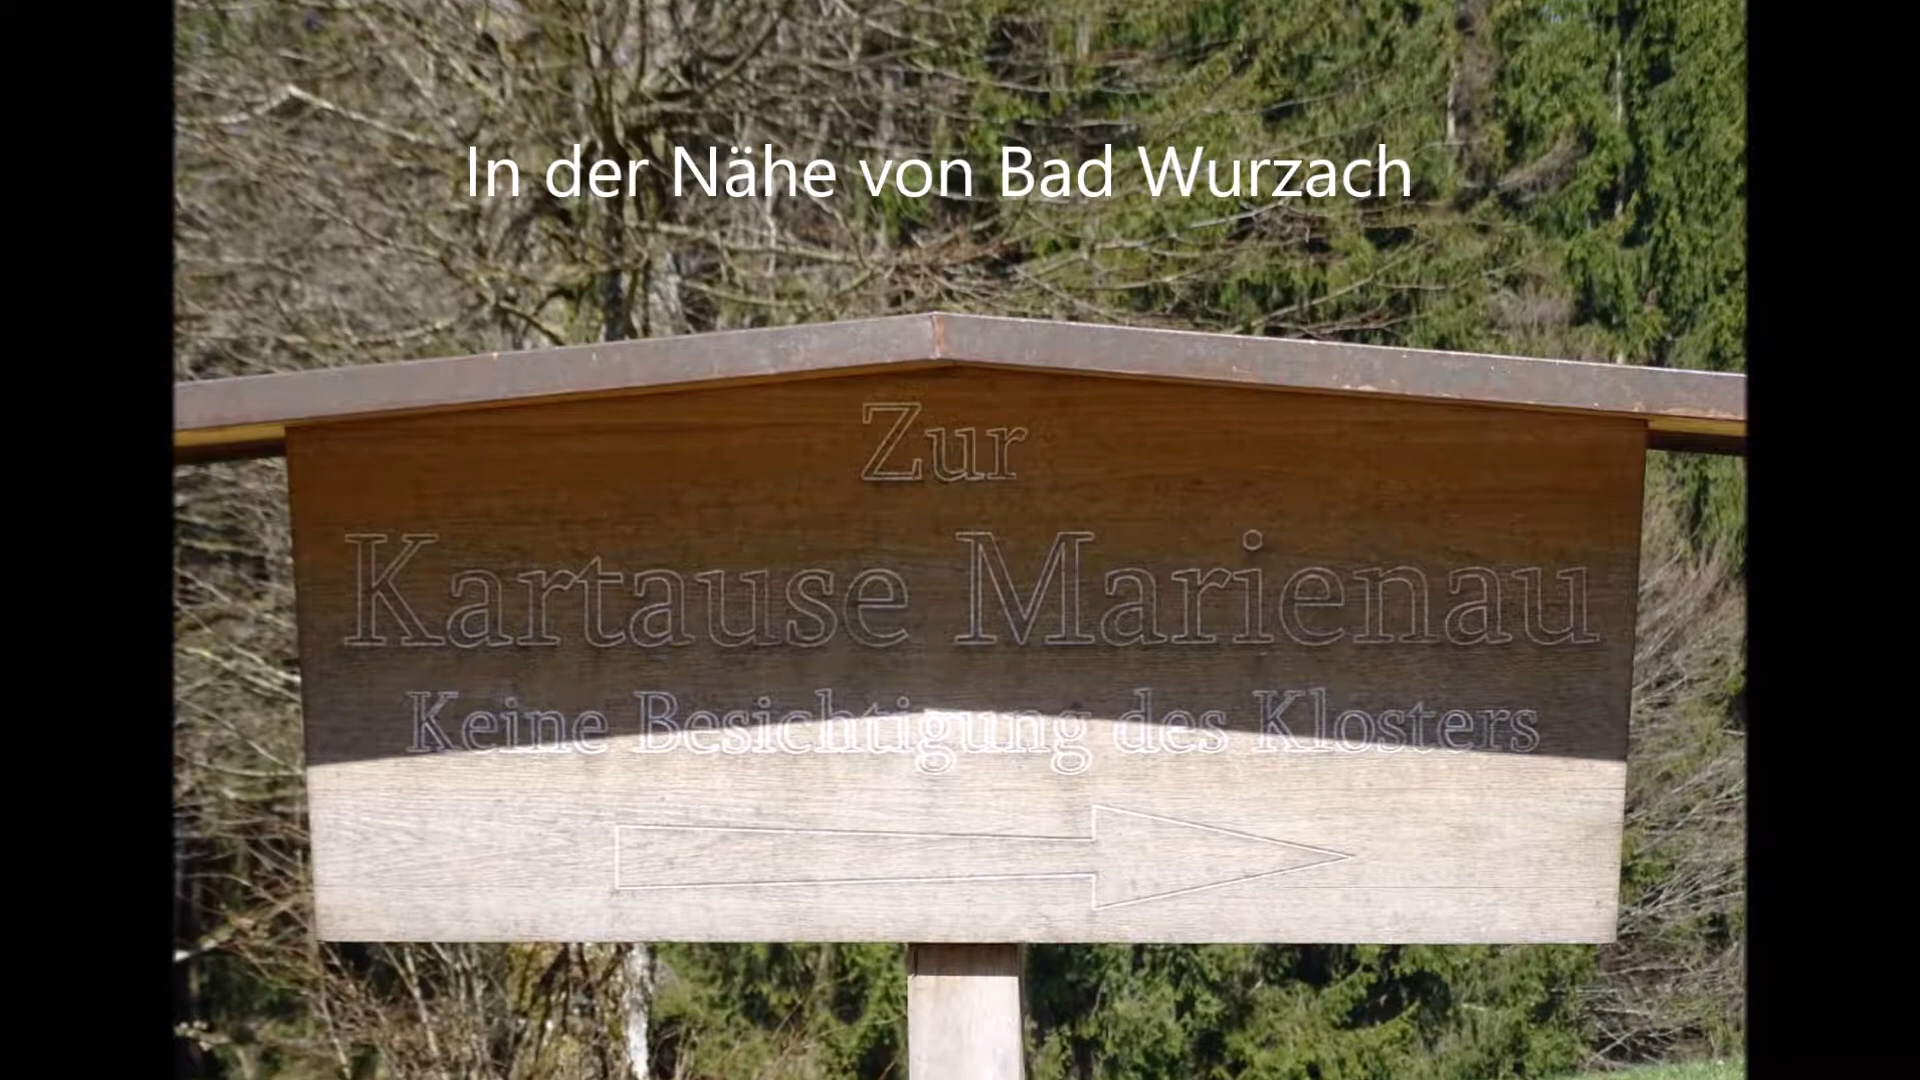 In der Nähe von Bad Wurzach
Zur
Kartause Marienau
Keine Besichtigung des Klosters